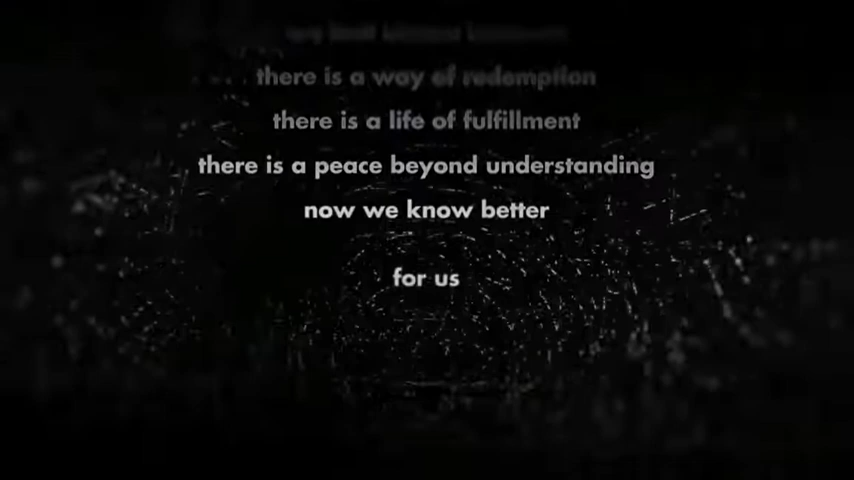 there is a way of redemption
there is a life of fulfillment
there is a peace beyond understanding
now we know better
for us